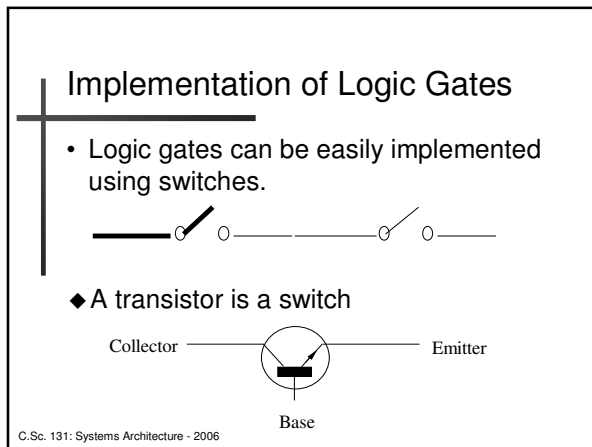 Implementation of Logic Gates
• Logic gates can be easily implemented
using switches.
◆ A transistor is a switch
Collector
Emitter
Base
C.Sc. 131: Systems Architecture - 2006